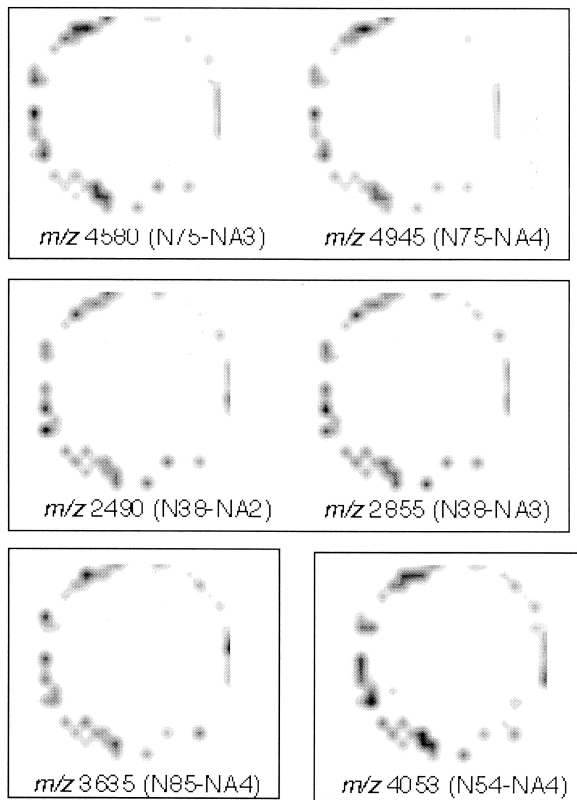 m/z 4580 (N75-NA3) m/z 4945 (N75-NA4)
m/z 2490 (N38-NA2) m/z 2855 (N38-NA3)
m/z 3635 (N85-NA4) m/z 4053 (N54-NA4)